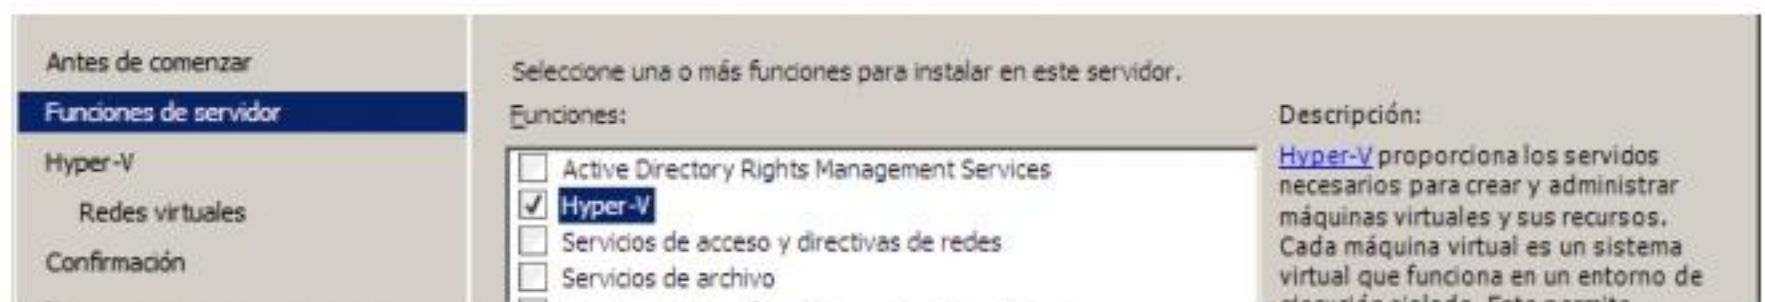 Antes de comenzar
Funciones de servidor
Hyper-V
Redes virtuales
Confirmación
Seleccione una o más funciones para instalar en este servidor.
Funciones:
Active Directory Rights Management Services
Hyper-V
Servicios de acceso y directivas de redes
Servicios de archivo
Descripción:
Hyper-V proporciona los servidos
necesarios para crear y administrar
máquinas virtuales y sus recursos.
Cada máquina virtual es un sistema
virtual que funciona en un entorno de